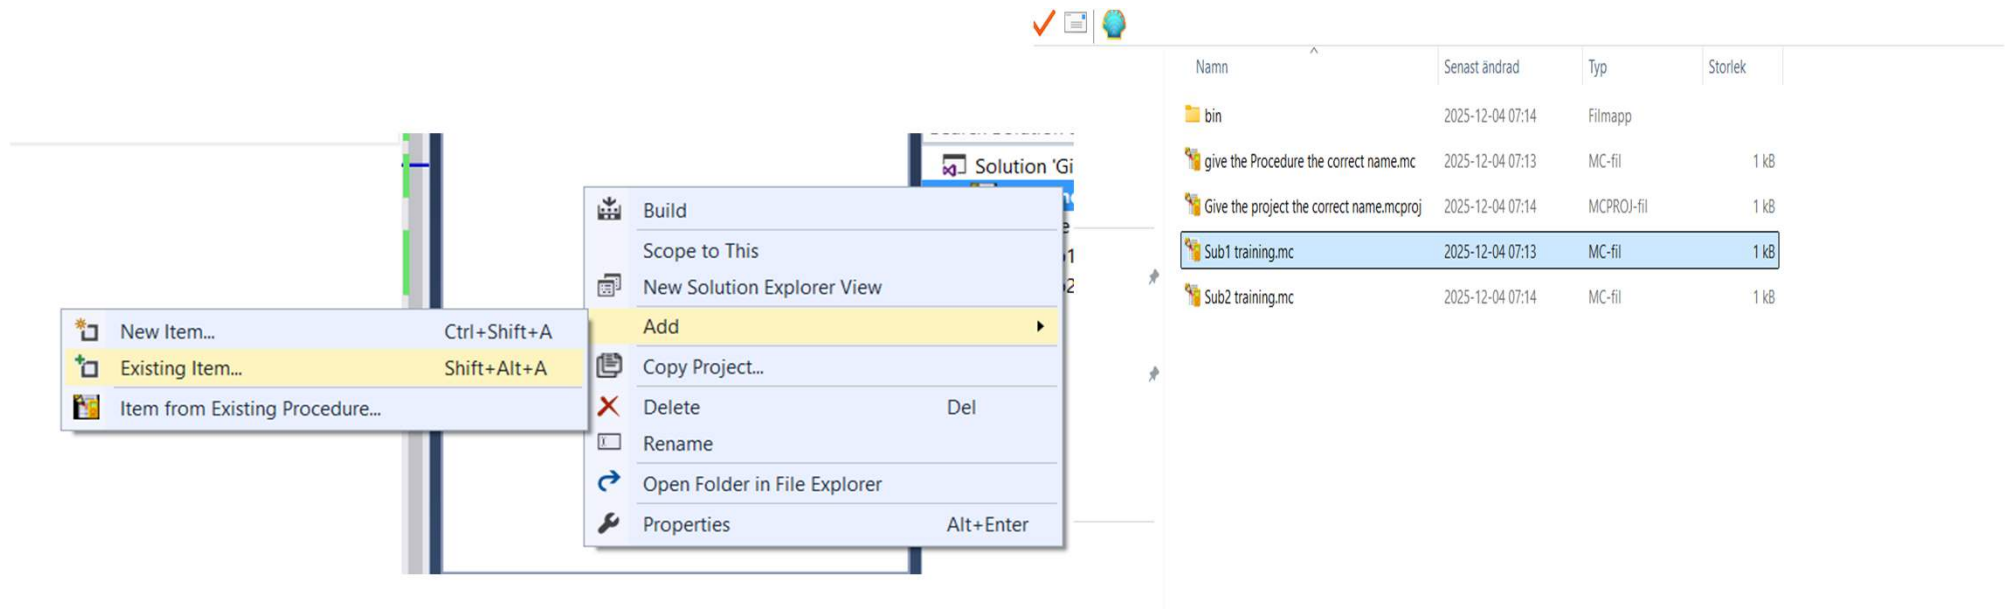 Solution 'Gi
Build
Scope to This
New Solution Explorer View
Add
New Item... Ctrl+Shift+A
Existing Item... Shift+Alt+A
Item from Existing Procedure...
Copy Project...
Delete Del
Rename
Open Folder in File Explorer
Properties Alt+Enter
Namn Senast ändrad Typ Storlek
bin 2025-12-04 07:14 Filmapp
give the Procedure the correct name.mc 2025-12-04 07:13 MC-fil 1 kB
Give the project the correct name.mcproj 2025-12-04 07:14 MCPROJ-fil 1 kB
Sub1 training.mc 2025-12-04 07:13 MC-fil 1 kB
Sub2 training.mc 2025-12-04 07:14 MC-fil 1 kB